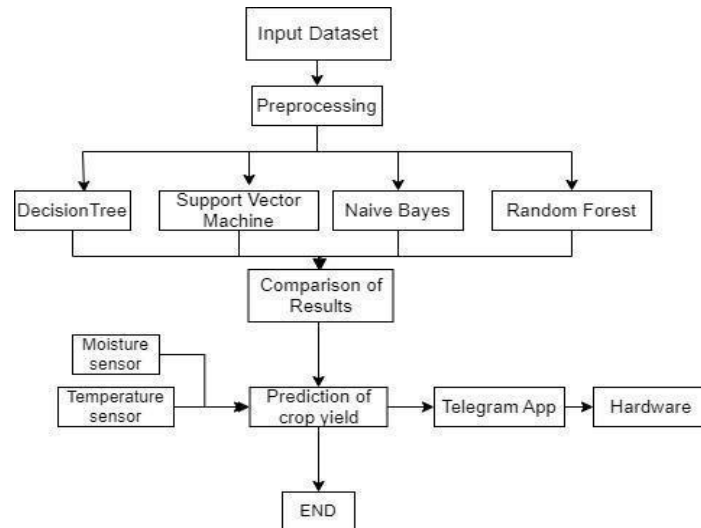 Input Dataset
Preprocessing
DecisionTree
Support Vector
Machine
Naive Bayes
Random Forest
Comparison of
Results
Moisture
sensor
Temperature
sensor
Prediction of
crop yield
Telegram App
Hardware
END